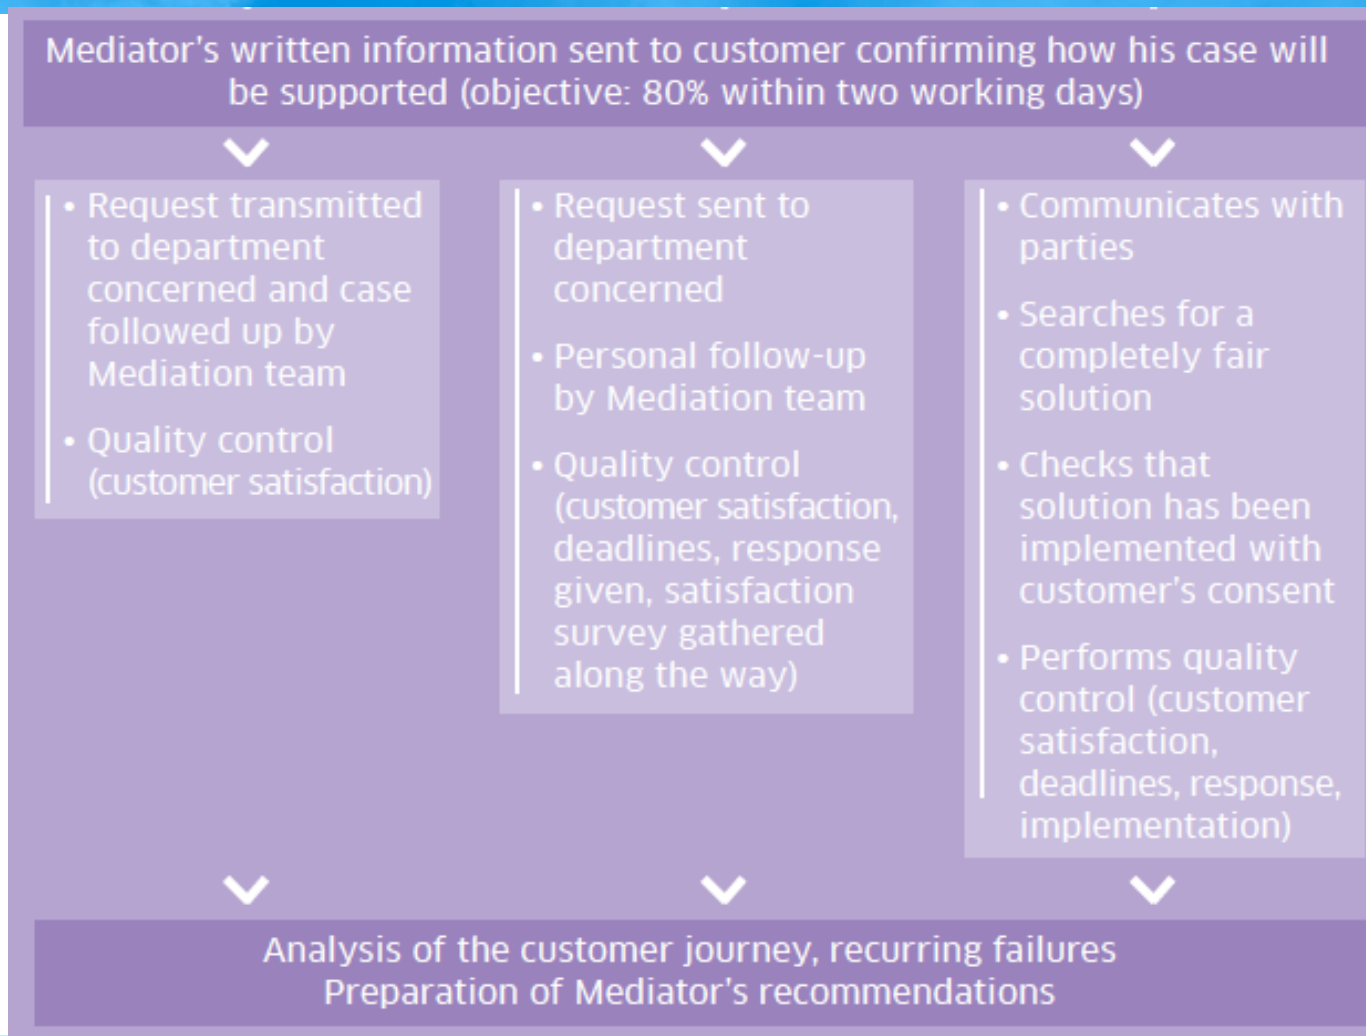 Mediator's written information sent to customer confirming how his case will
be supported (objective: 80% within two working days)
• Request transmitted
to department
concerned and case
followed up by
Mediation team
• Quality control
(customer satisfaction)
• Request sent to
department
concerned
• Personal follow-up
by Mediation team
• Quality control
(customer satisfaction,
deadlines, response
given, satisfaction
survey gathered
along the way)
• Communicates with
parties
• Searches for a
completely fair
solution
• Checks that
solution has been
implemented with
customer's consent
• Performs quality
control (customer
satisfaction,
deadlines, response,
implementation)
Analysis of the customer journey, recurring failures
Preparation of Mediator's recommendations